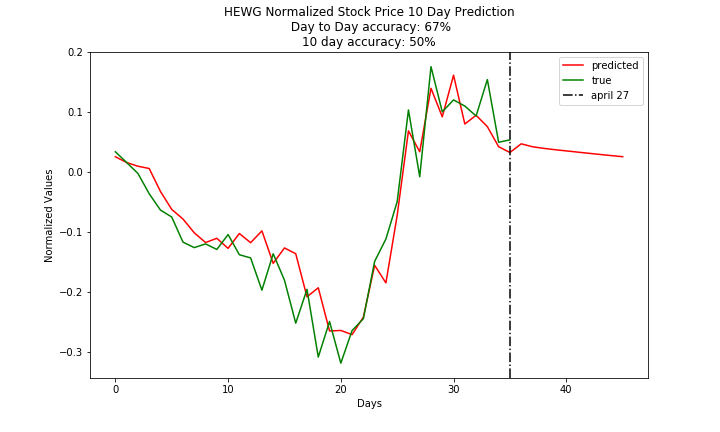 HEWG Normalized Stock Price 10 Day Prediction
Day to Day accuracy: 67%
10 day accuracy: 50%
predicted
true
april 27
Normalized Values
0.2
0.1
0.0
−0.1
−0.2
−0.3
0
10
20
30
40
Days